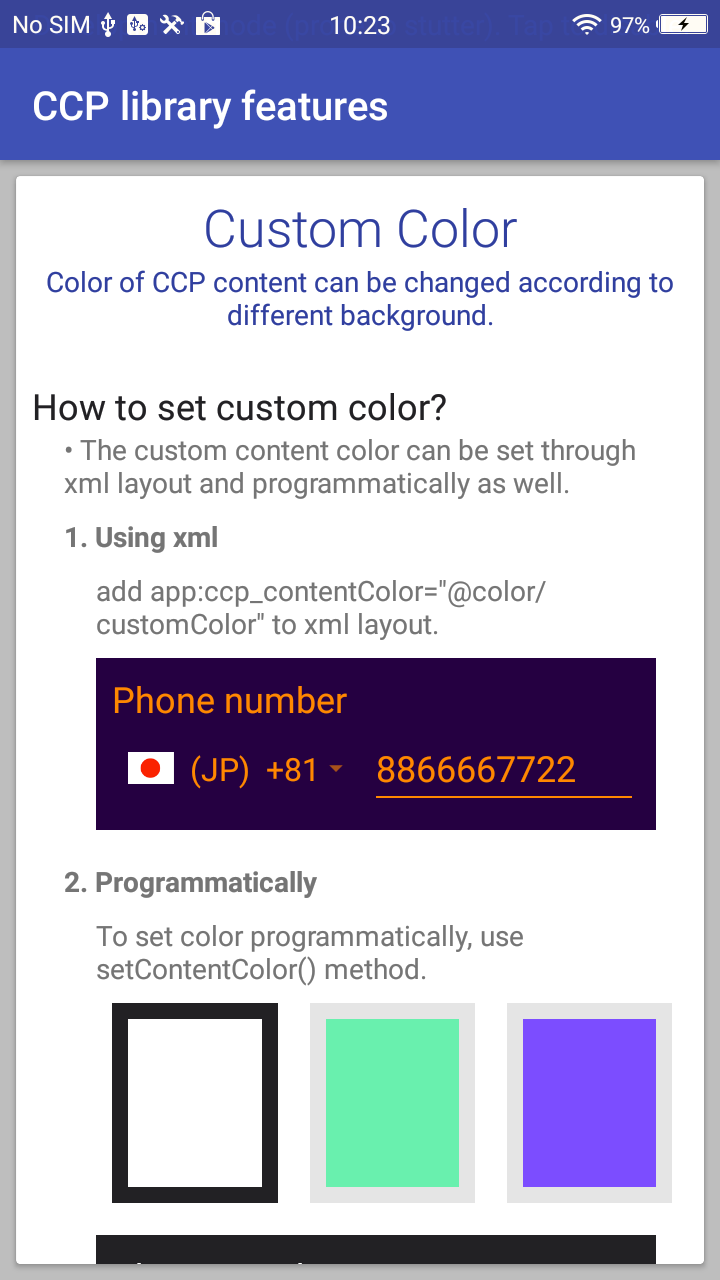 No SIM 10:23 97%
CCP library features
Custom Color
Color of CCP content can be changed according to
different background.
How to set custom color?
• The custom content color can be set through
xml layout and programmatically as well.
1. Using xml
add app:ccp_contentColor="@color/
customColor" to xml layout.
Phone number
(JP) +81 8866667722
2. Programmatically
To set color programmatically, use
setContentColor() method.